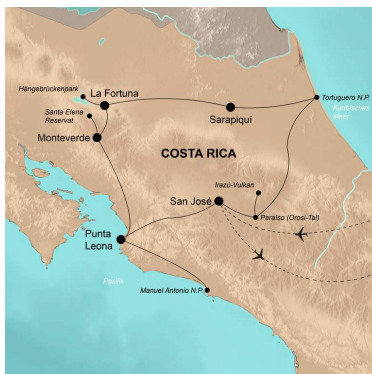 Hängebrückenpark
La Fortuna
Tortuguero N.P.
Karibisches
Meer
Santa Elena
Reservat
Sarapiquí
Monteverde
COSTA RICA
Irazú-Vulkan
San José
Paraíso (Orosi-Tal)
Punta
Leona
Pazifik
Manuel Antonio N.P.